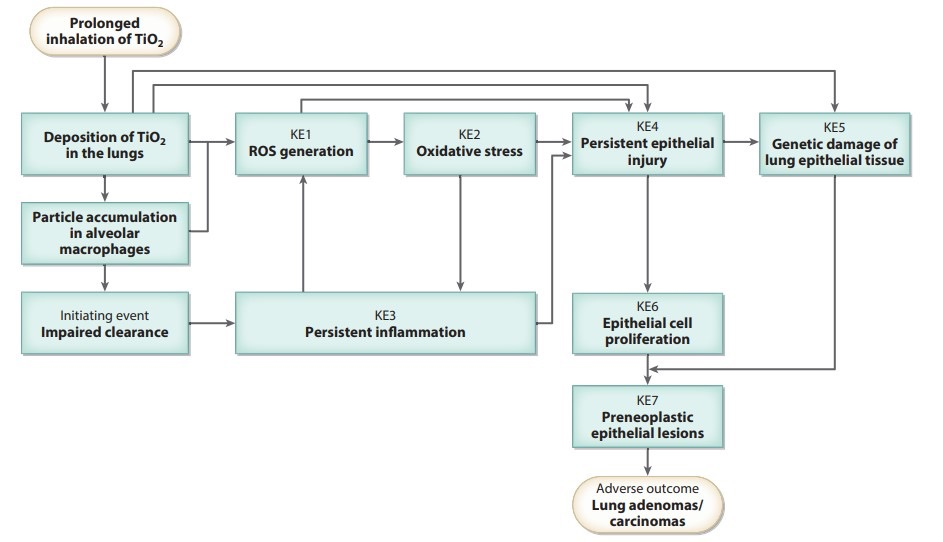 Prolonged
inhalation of TiO₂
Deposition of TiO₂
in the lungs
KE1
ROS generation
KE2
Oxidative stress
KE4
Persistent epithelial
injury
KE5
Genetic damage of
lung epithelial tissue
Particle accumulation
in alveolar
macrophages
Initiating event
Impaired clearance
KE3
Persistent inflammation
KE6
Epithelial cell
proliferation
KE7
Preneoplastic
epithelial lesions
Adverse outcome
Lung adenomas/
carcinomas